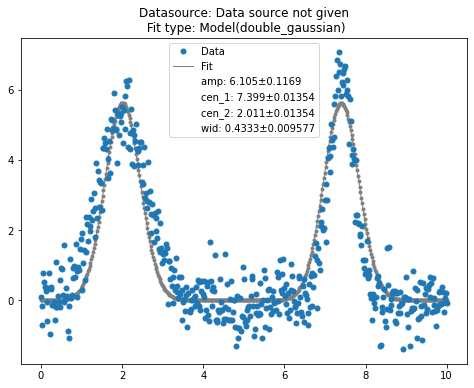 Datasource: Data source not given
Fit type: Model(double_gaussian)
Data
Fit
amp: 6.105±0.1169
cen_1: 7.399±0.01354
cen_2: 2.011±0.01354
wid: 0.4333±0.009577
6
4
2
0
0 2 4 6 8 10